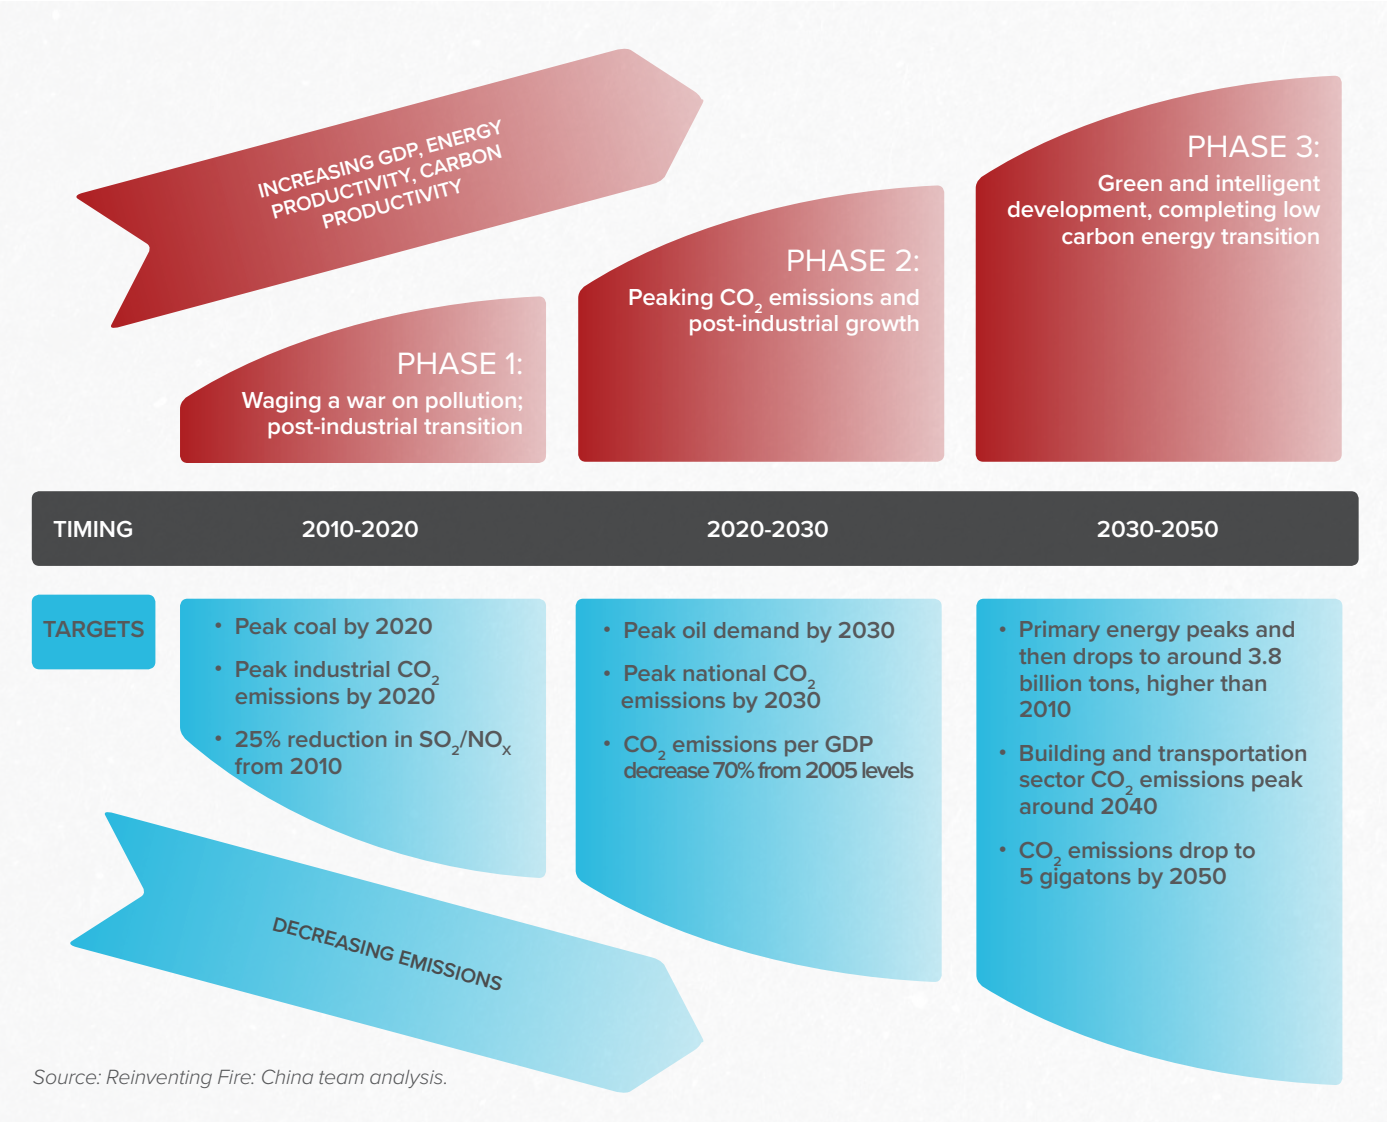 INCREASING GDP, ENERGY
PRODUCTIVITY, CARBON
PRODUCTIVITY
PHASE 1:
Waging a war on pollution;
post-industrial transition
PHASE 2:
Peaking CO₂ emissions and
post-industrial growth
PHASE 3:
Green and intelligent
development, completing low
carbon energy transition
TIMING
2010-2020
2020-2030
2030-2050
TARGETS
• Peak coal by 2020
• Peak industrial CO₂
emissions by 2020
• 25% reduction in SO₂/NOₓ
from 2010
• Peak oil demand by 2030
• Peak national CO₂
emissions by 2030
• CO₂ emissions per GDP
decrease 70% from 2005 levels
• Primary energy peaks and
then drops to around 3.8
billion tons, higher than
2010
• Building and transportation
sector CO₂ emissions peak
around 2040
• CO₂ emissions drop to
5 gigatons by 2050
DECREASING EMISSIONS
Source: Reinventing Fire: China team analysis.